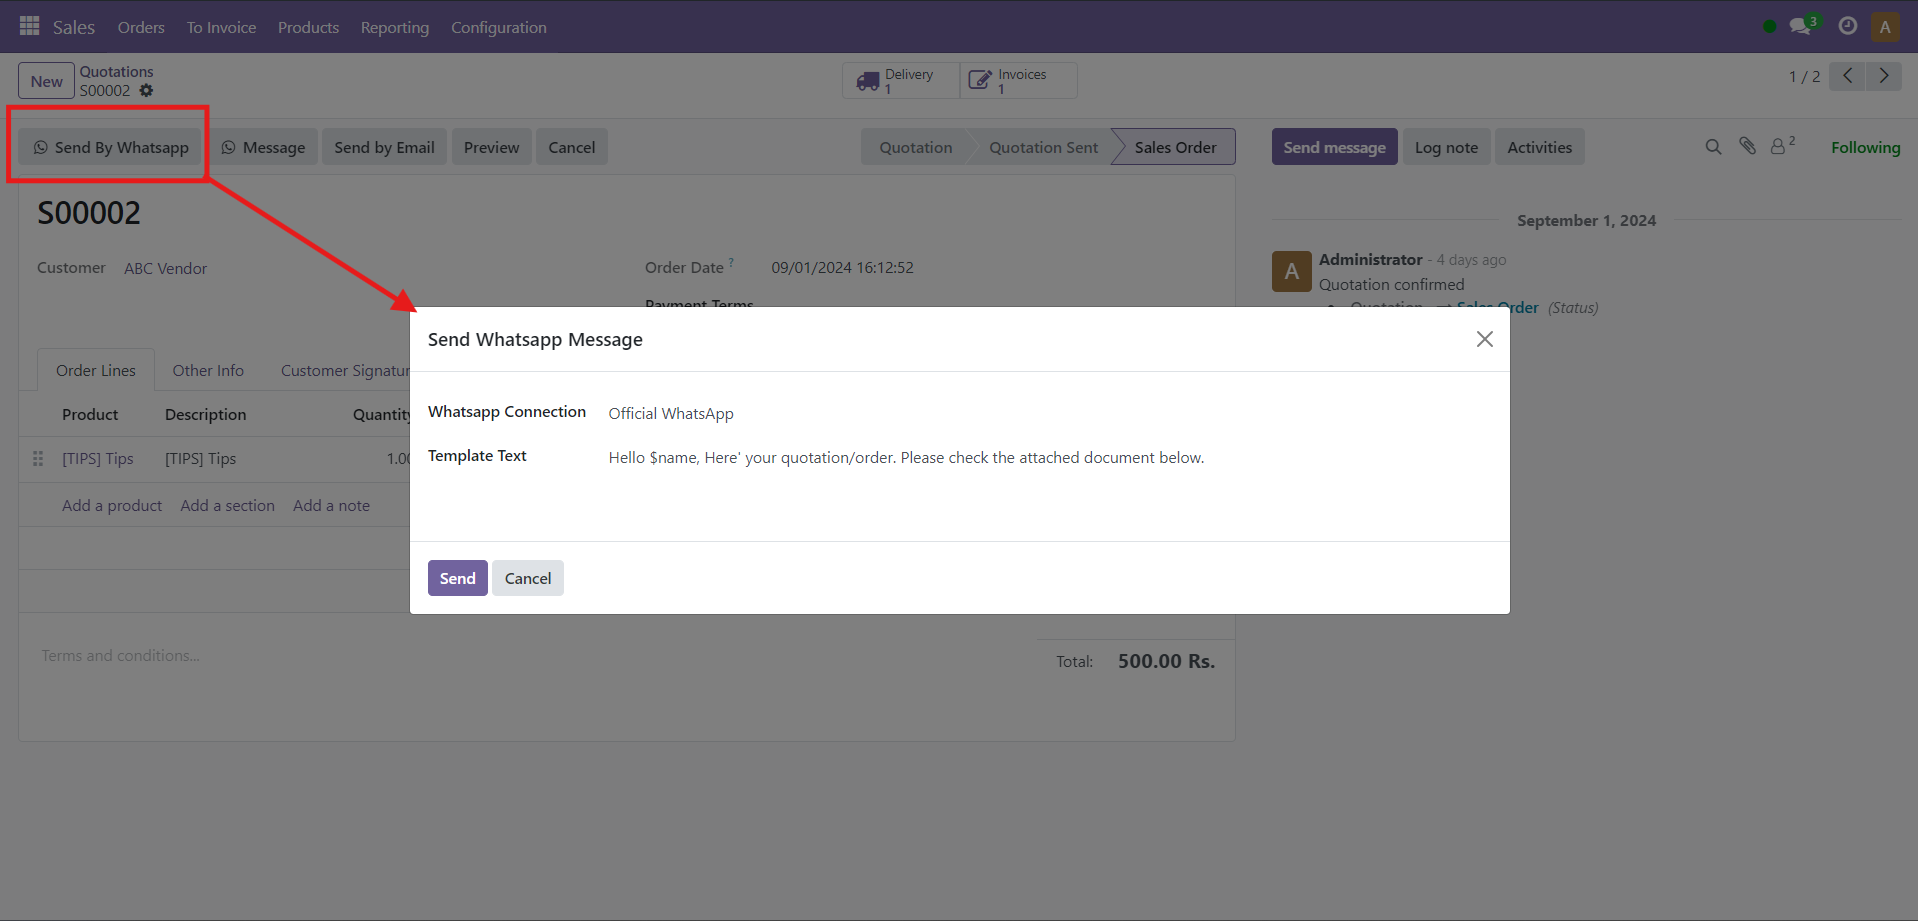 Sales Orders To Invoice Products Reporting Configuration 3 A
New Quotations
S00002
Delivery
1
Invoices
1
1 / 2
Send By Whatsapp Message Send by Email Preview Cancel
Quotation Quotation Sent Sales Order
Send message Log note Activities 2 Following
S00002
Customer ABC Vendor
Order Date ? 09/01/2024 16:12:52
Payment Terms
September 1, 2024
A
Administrator - 4 days ago
Quotation confirmed
Quotation → Sales Order (Status)
Send Whatsapp Message
Whatsapp Connection Official WhatsApp
Template Text Hello $name, Here' your quotation/order. Please check the attached document below.
Send Cancel
Order Lines Other Info Customer Signatur
Product Description Quantity
[TIPS] Tips [TIPS] Tips 1.00
Add a product Add a section Add a note
Terms and conditions...
Total: 500.00 Rs.